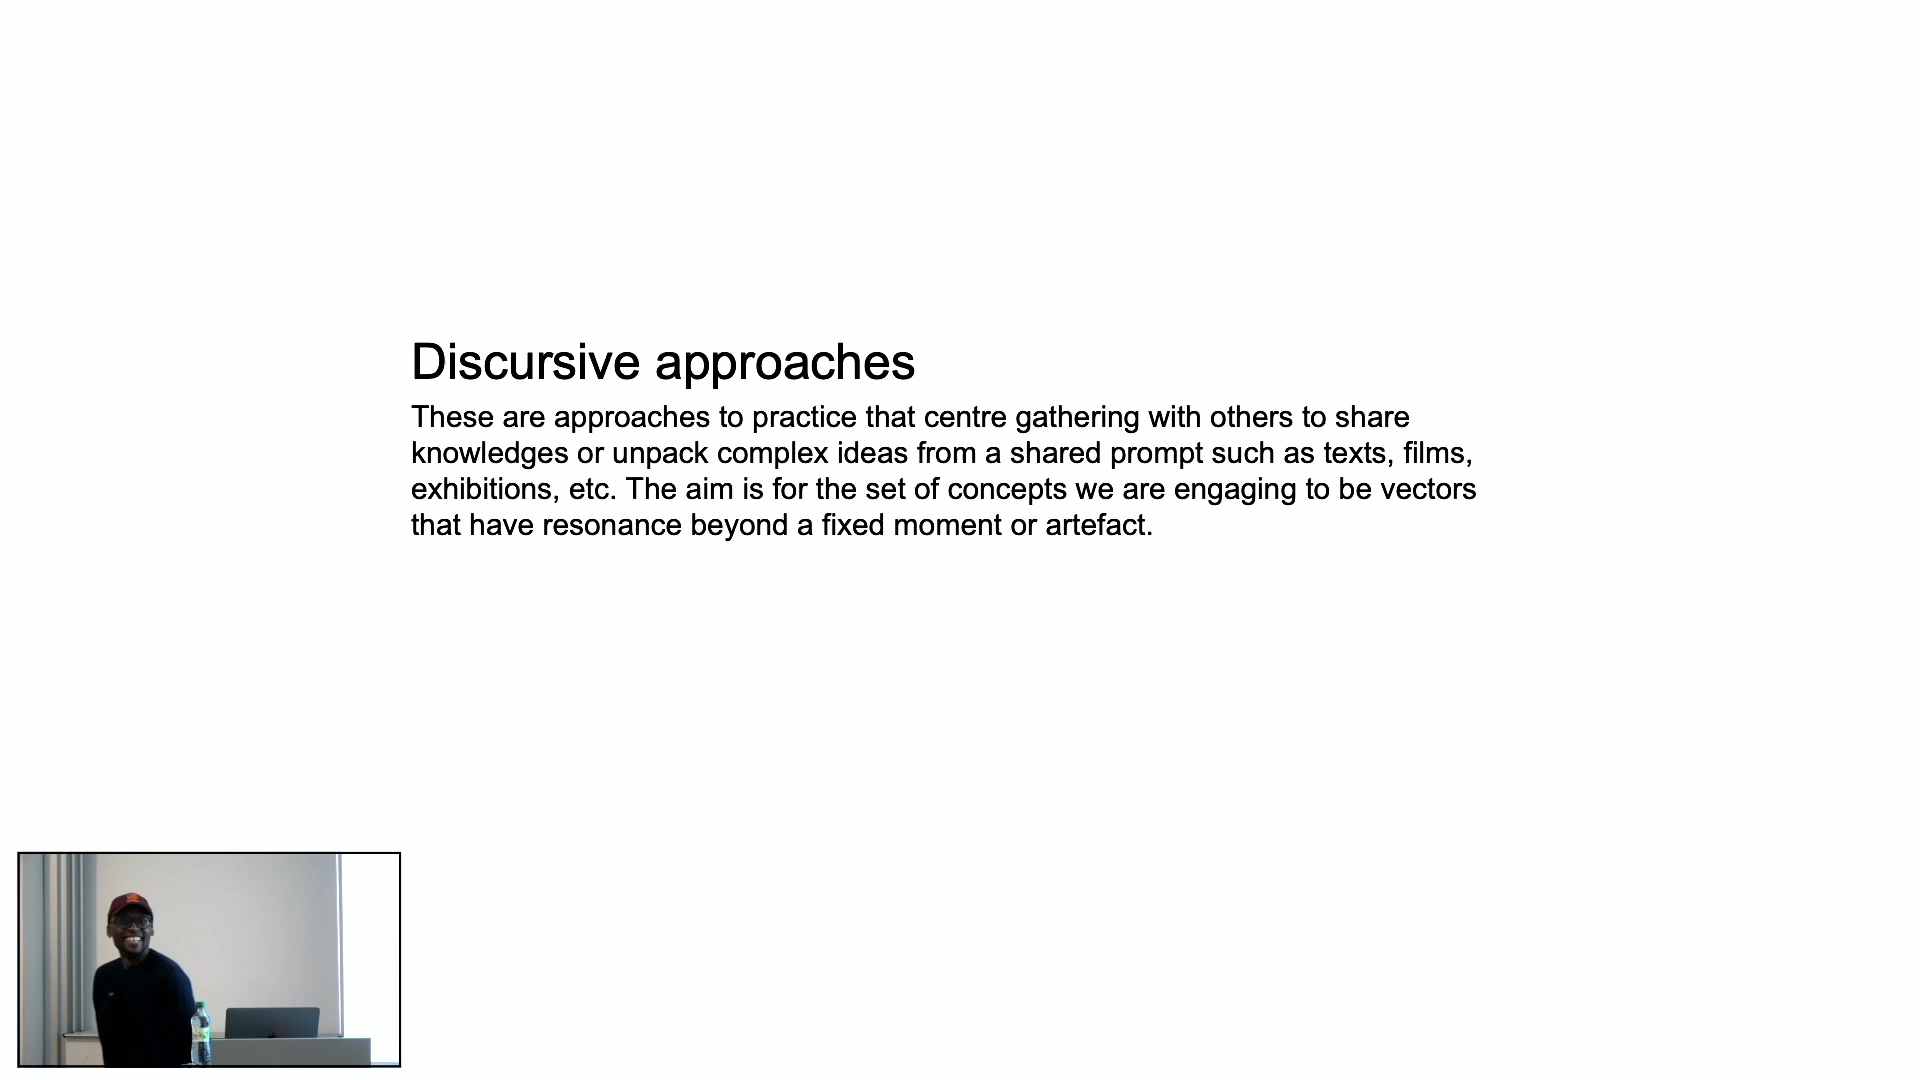 Discursive approaches
These are approaches to practice that centre gathering with others to share
knowledges or unpack complex ideas from a shared prompt such as texts, films,
exhibitions, etc. The aim is for the set of concepts we are engaging to be vectors
that have resonance beyond a fixed moment or artefact.